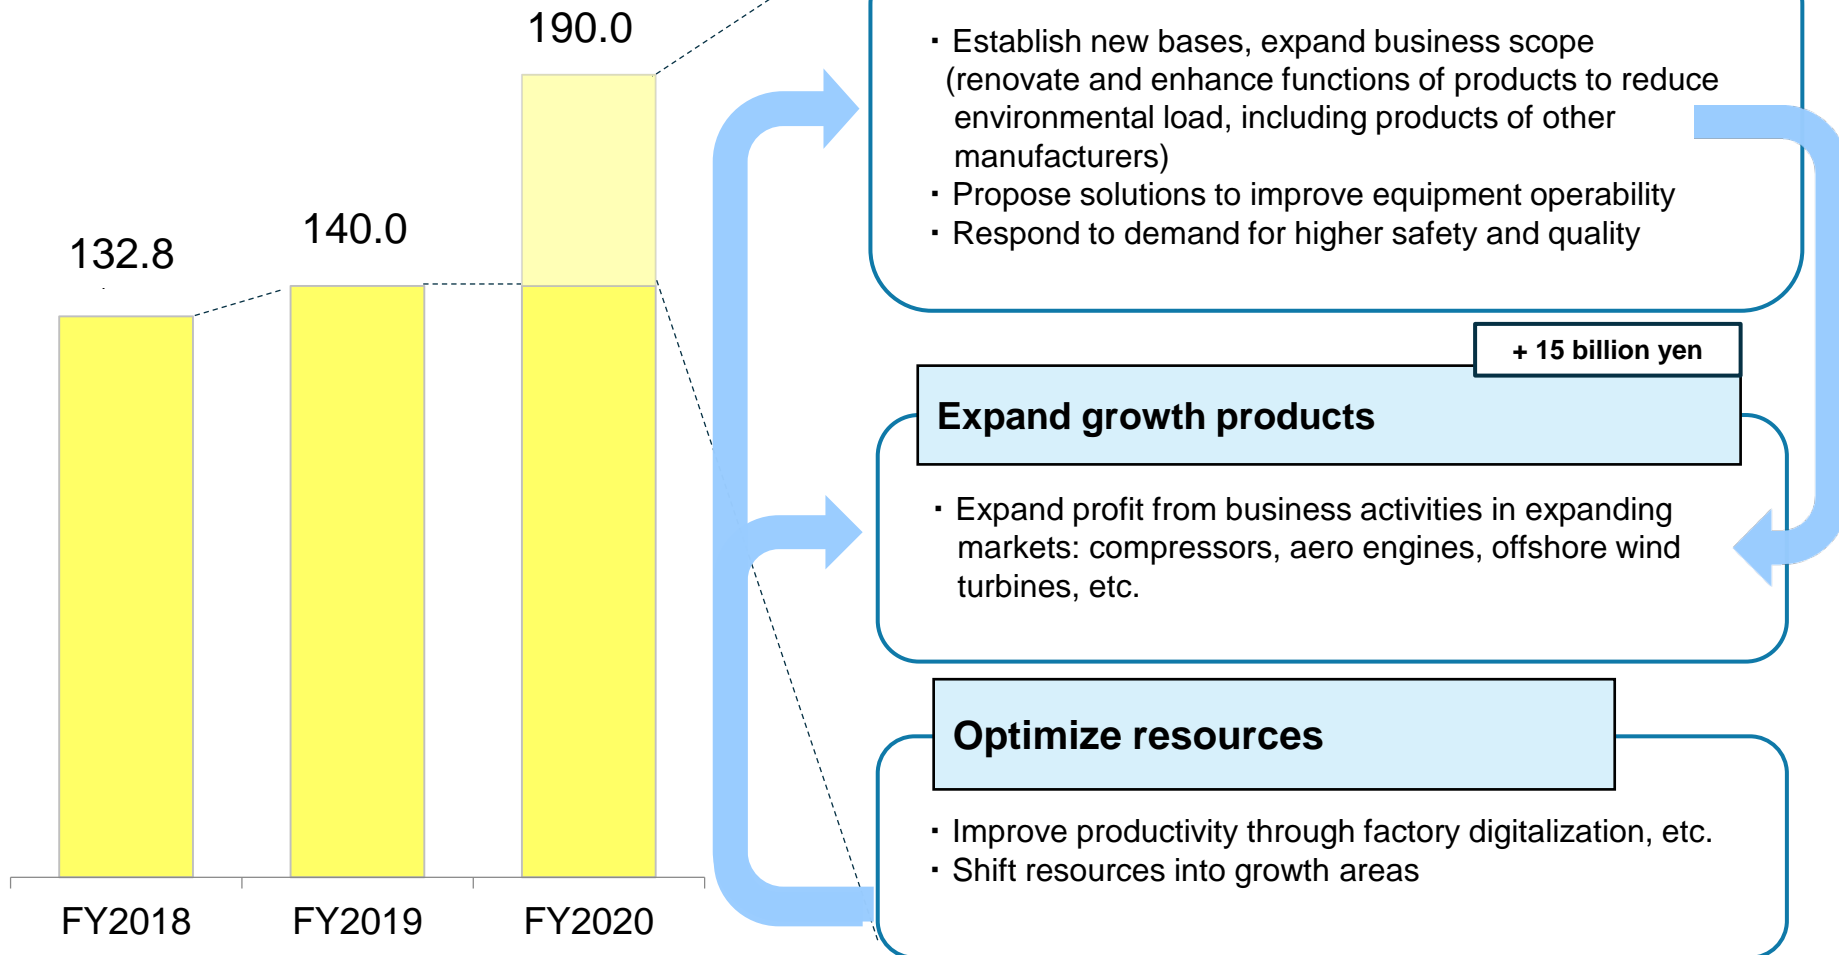 190.0
140.0
132.8
FY2018
FY2019
FY2020
・Establish new bases, expand business scope
(renovate and enhance functions of products to reduce
environmental load, including products of other
manufacturers)
・Propose solutions to improve equipment operability
・Respond to demand for higher safety and quality
+ 15 billion yen
Expand growth products
・Expand profit from business activities in expanding
markets: compressors, aero engines, offshore wind
turbines, etc.
Optimize resources
・Improve productivity through factory digitalization, etc.
・Shift resources into growth areas